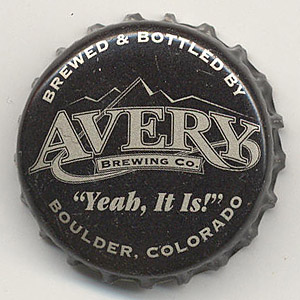 BREWED & BOTTLED BY
AVERY
BREWING CO.
"Yeah, It Is!"
BOULDER, COLORADO